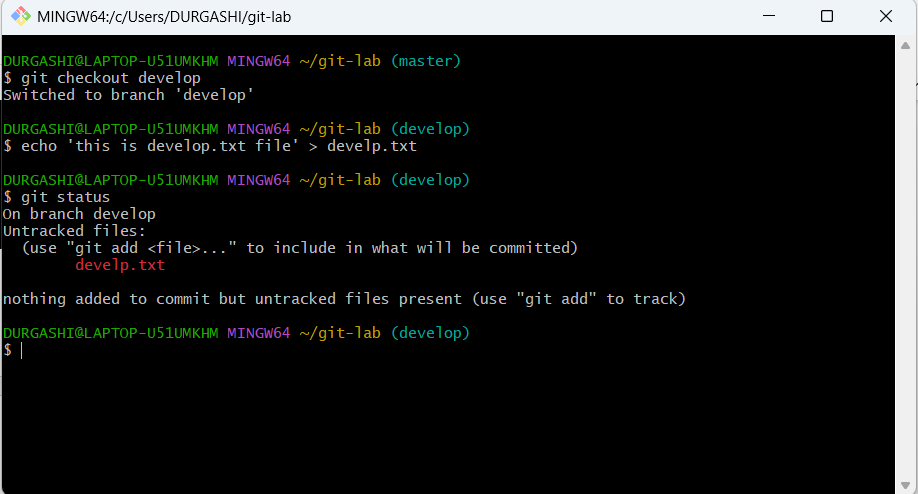 MINGW64:/c/Users/DURGASHI/git-lab
DURGASHI@LAPTOP-U51UMKHM MINGW64 ~/git-lab (master)
$ git checkout develop
Switched to branch 'develop'
DURGASHI@LAPTOP-U51UMKHM MINGW64 ~/git-lab (develop)
$ echo 'this is develop.txt file' > develp.txt
DURGASHI@LAPTOP-U51UMKHM MINGW64 ~/git-lab (develop)
$ git status
On branch develop
Untracked files:
  (use "git add <file>..." to include in what will be committed)
        develp.txt
nothing added to commit but untracked files present (use "git add" to track)
DURGASHI@LAPTOP-U51UMKHM MINGW64 ~/git-lab (develop)
$